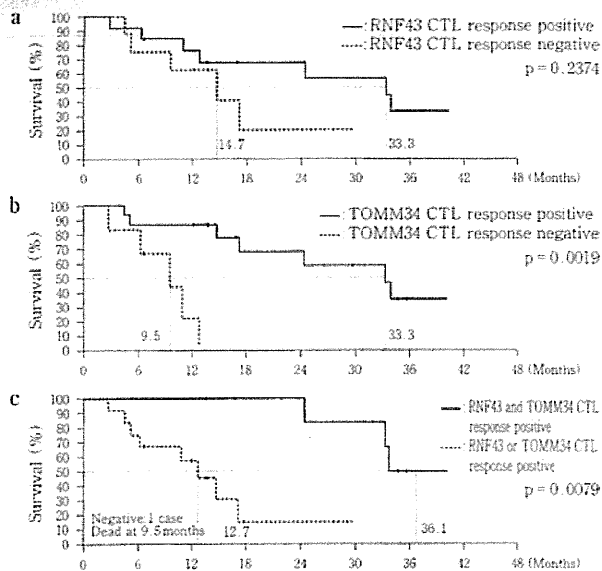 a
100
90
80
70
60
50
40
30
20
10
0
Survival (%)
—:RNF43 CTL response positive
----:RNF43 CTL response negative
p=0.2374
14.7
33.3
0 6 12 18 24 30 36 42 48 (Months)
b
100
90
80
70
60
50
40
30
20
10
0
Survival (%)
—:TOMM34 CTL response positive
----:TOMM34 CTL response negative
p=0.0019
9.5
33.3
0 6 12 18 24 30 36 42 48 (Months)
c
100
90
80
70
60
50
40
30
20
10
0
Survival (%)
—:RNF43 and TOMM34 CTL
response positive
----:RNF43 or TOMM34 CTL
response positive
p=0.0079
Negative:1 case
Dead at 9.5months
12.7
36.1
0 6 12 18 24 30 36 42 48 (Months)